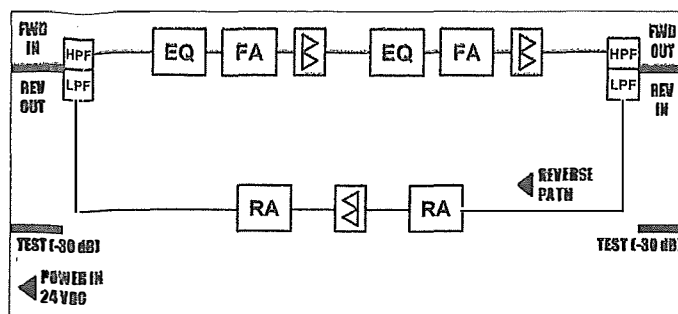 FWD
IN
HPF
EQ
FA
EQ
FA
HPF
FWD
OUT
REV
OUT
LPF
LPF
REV
IN
RA
RA
REVERSE
PATH
TEST (-30 dB)
TEST (-30 dB)
POWER IN
24 VDC